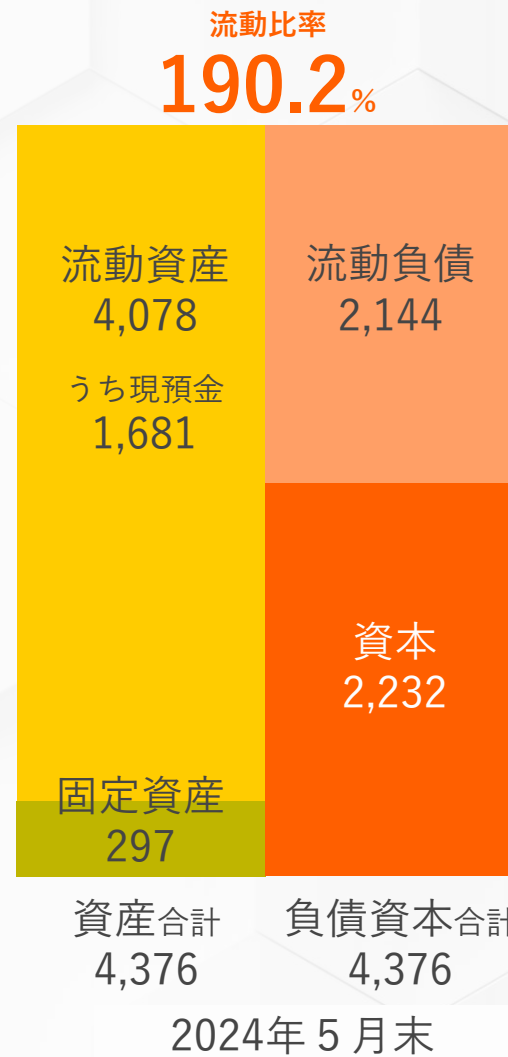 流動比率
190.2%
流動資産
4,078
うち現預金
1,681
固定資産
297
流動負債
2,144
資本
2,232
資産合計
4,376
負債資本合計
4,376
2024年5月末